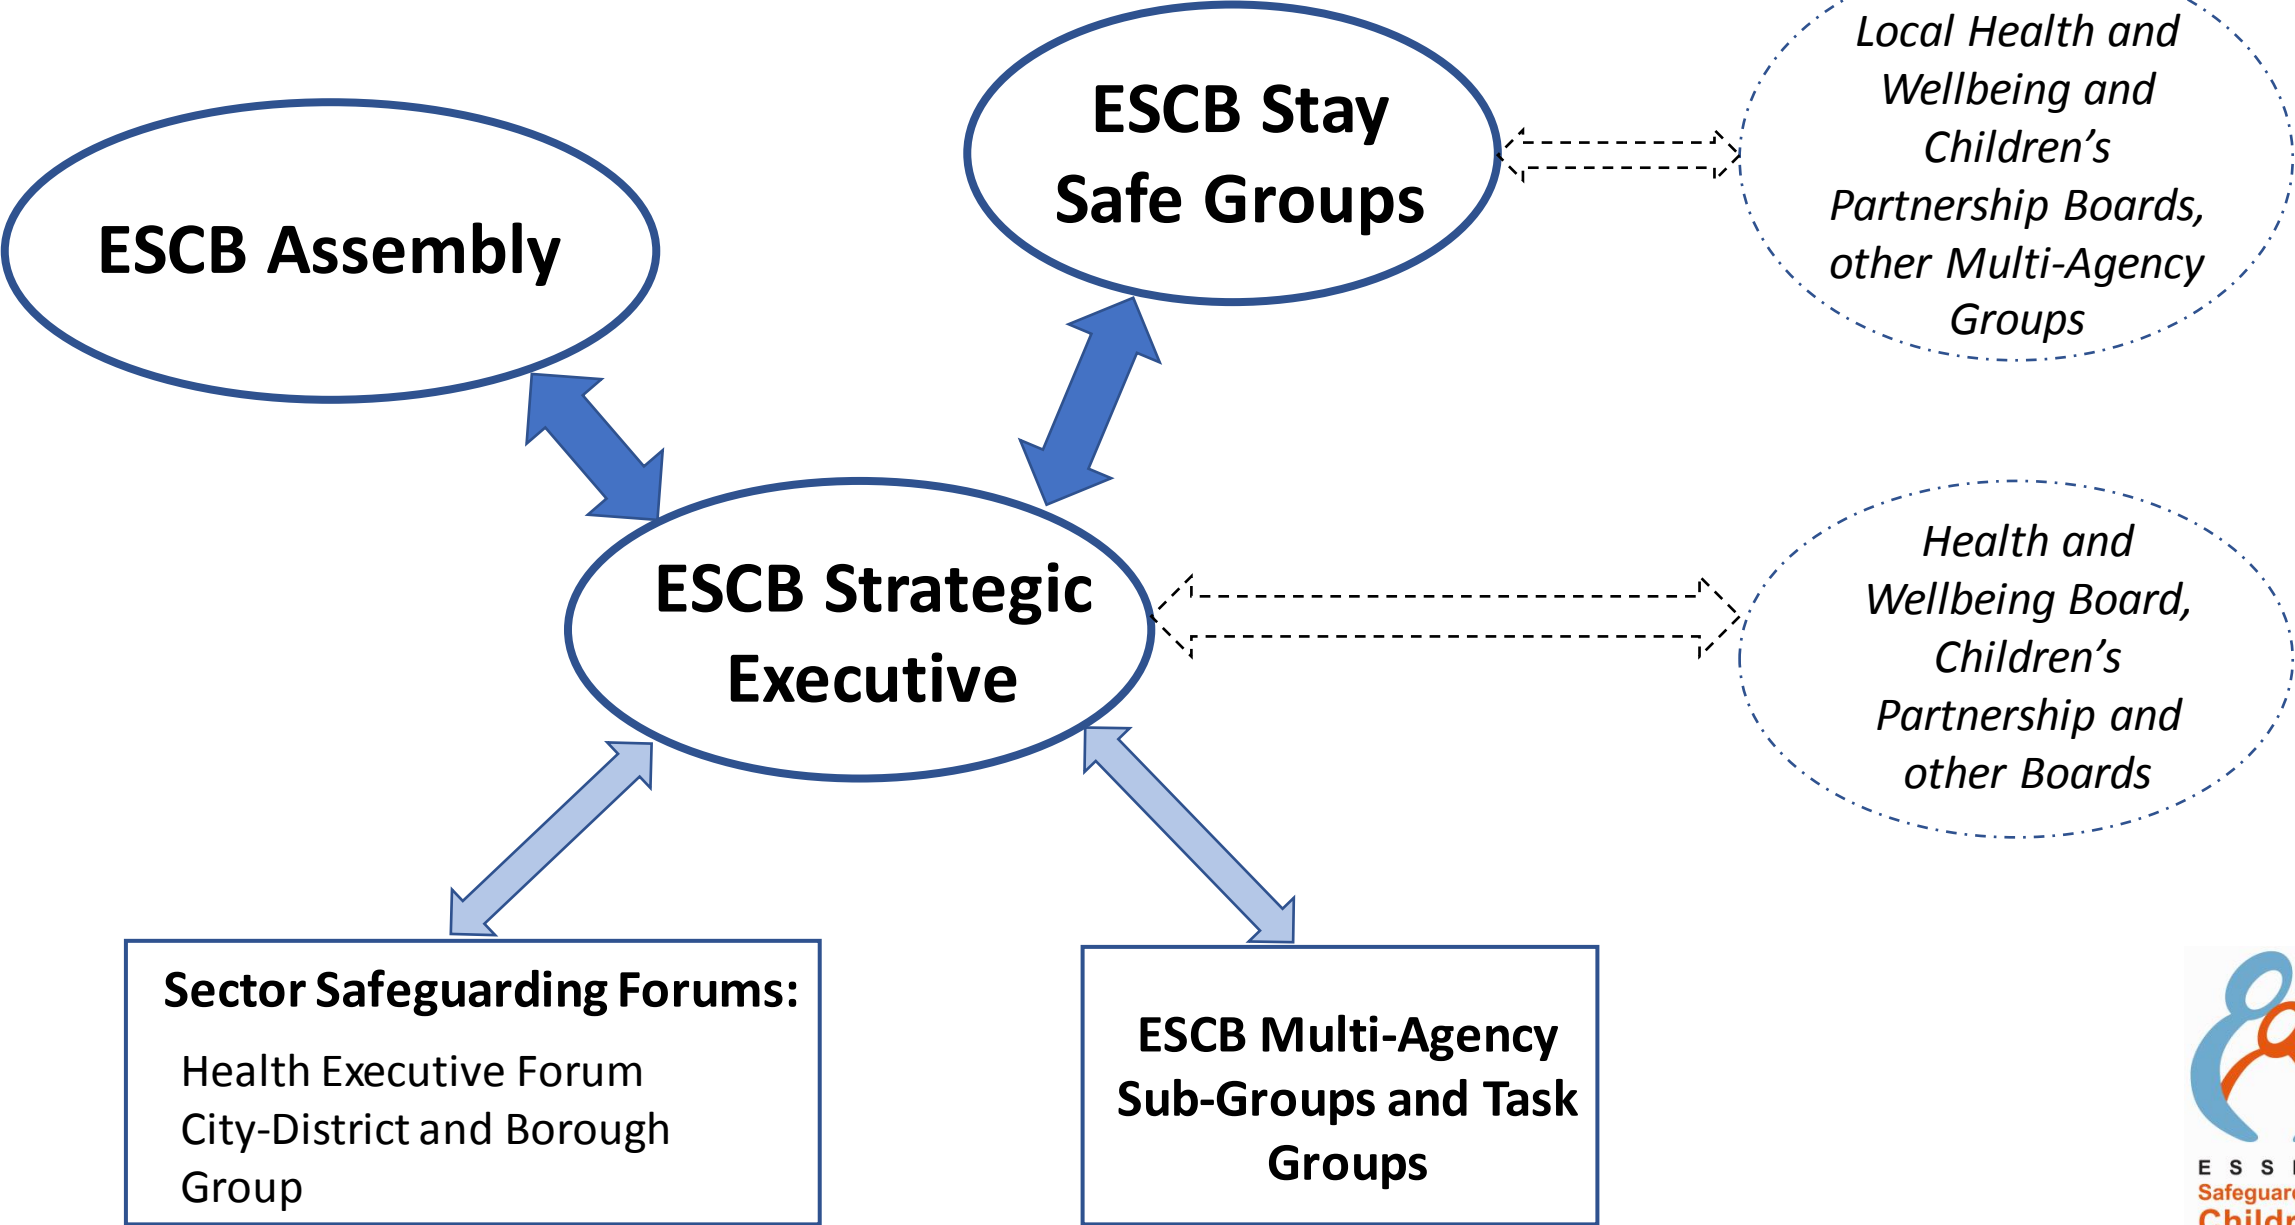 ESCB Assembly
ESCB Stay
Safe Groups
Local Health and
Wellbeing and
Children’s
Partnership Boards,
other Multi-Agency
Groups
ESCB Strategic
Executive
Health and
Wellbeing Board,
Children’s
Partnership and
other Boards
Sector Safeguarding Forums:
Health Executive Forum
City-District and Borough
Group
ESCB Multi-Agency
Sub-Groups and Task
Groups